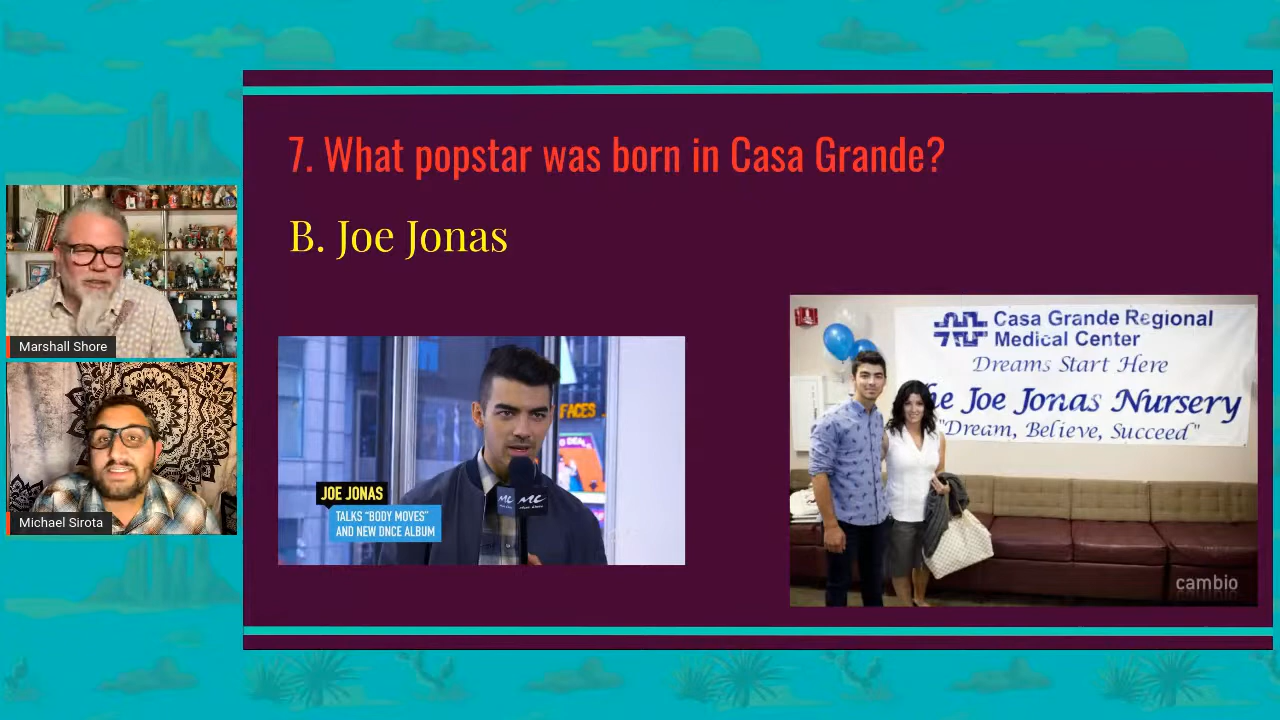 7. What popstar was born in Casa Grande?
B. Joe Jonas
Marshall Shore
Michael Sirota
FACES
MC
JOE JONAS
TALKS "BODY MOVES"
AND NEW DNCE ALBUM
Casa Grande Regional
Medical Center
Dreams Start Here
he Joe Jonas Nursery
"Dream, Believe, Succeed"
cambio